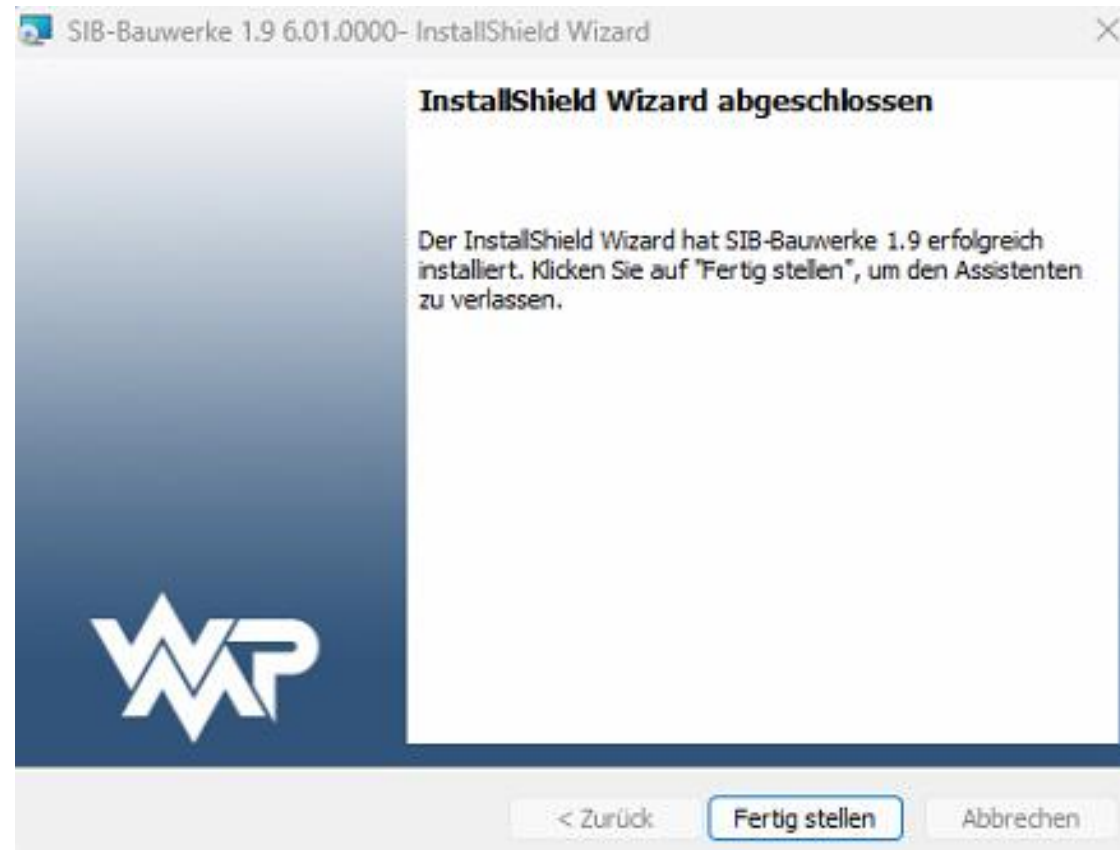 SIB-Bauwerke 1.9 6.01.0000- InstallShield Wizard
InstallShield Wizard abgeschlossen
Der InstallShield Wizard hat SIB-Bauwerke 1.9 erfolgreich
installiert. Klicken Sie auf "Fertig stellen", um den Assistenten
zu verlassen.
WMP
< Zurück Fertig stellen Abbrechen